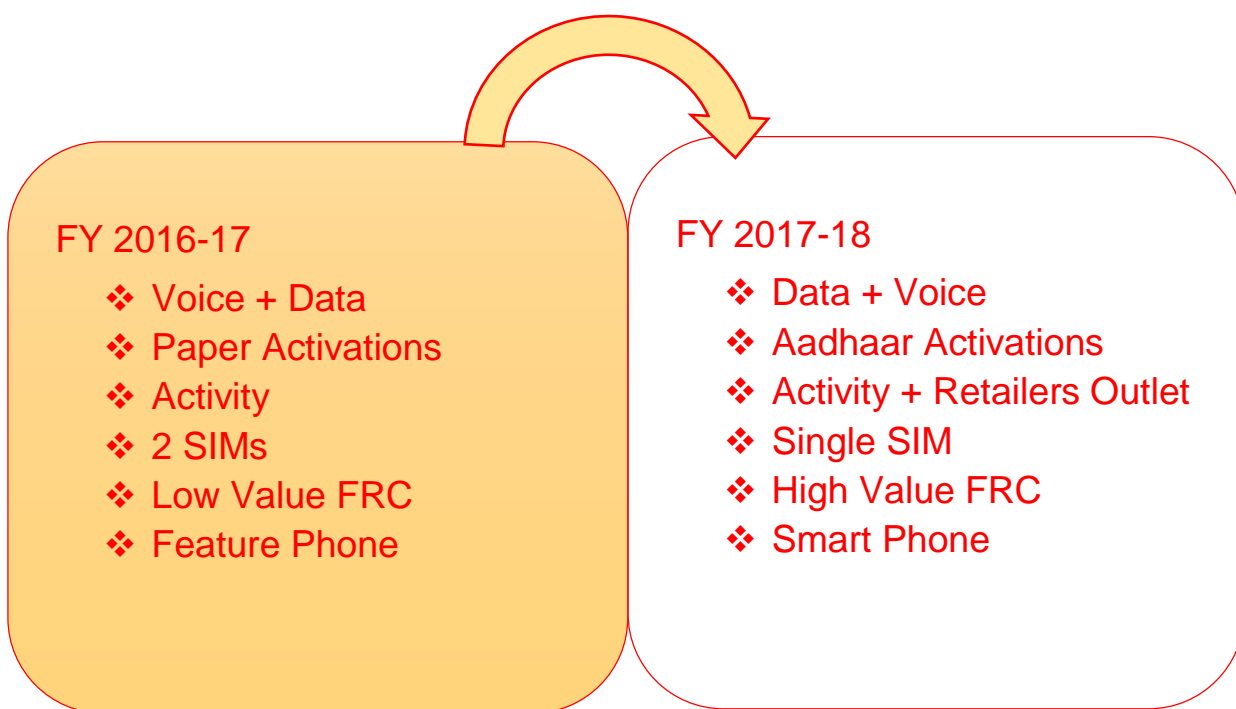 FY 2016-17
❖ Voice + Data
❖ Paper Activations
❖ Activity
❖ 2 SIMs
❖ Low Value FRC
❖ Feature Phone
FY 2017-18
❖ Data + Voice
❖ Aadhaar Activations
❖ Activity + Retailers Outlet
❖ Single SIM
❖ High Value FRC
❖ Smart Phone